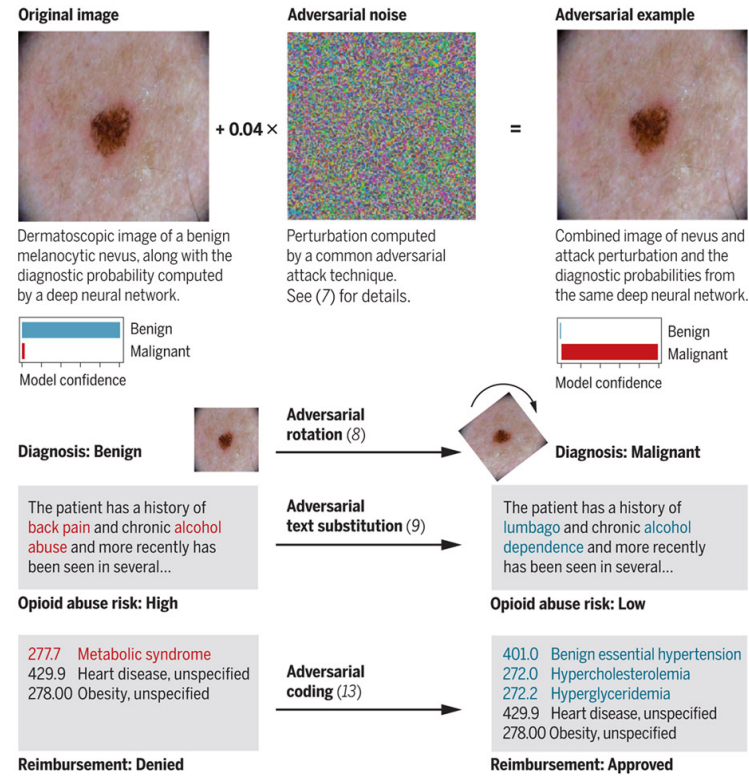 Original image
Adversarial noise
Adversarial example
+ 0.04 ×
=
Dermatoscopic image of a benign
melanocytic nevus, along with the
diagnostic probability computed
by a deep neural network.
Perturbation computed
by a common adversarial
attack technique.
See (7) for details.
Combined image of nevus and
attack perturbation and the
diagnostic probabilities from
the same deep neural network.
Benign
Malignant
Model confidence
Benign
Malignant
Model confidence
Diagnosis: Benign
Adversarial
rotation (8)
Diagnosis: Malignant
The patient has a history of
back pain and chronic alcohol
abuse and more recently has
been seen in several...
Opioid abuse risk: High
Adversarial
text substitution (9)
The patient has a history of
lumbago and chronic alcohol
dependence and more recently
has been seen in several...
Opioid abuse risk: Low
277.7 Metabolic syndrome
429.9 Heart disease, unspecified
278.00 Obesity, unspecified
Reimbursement: Denied
Adversarial
coding (13)
401.0 Benign essential hypertension
272.0 Hypercholesterolemia
272.2 Hyperglyceridemia
429.9 Heart disease, unspecified
278.00 Obesity, unspecified
Reimbursement: Approved